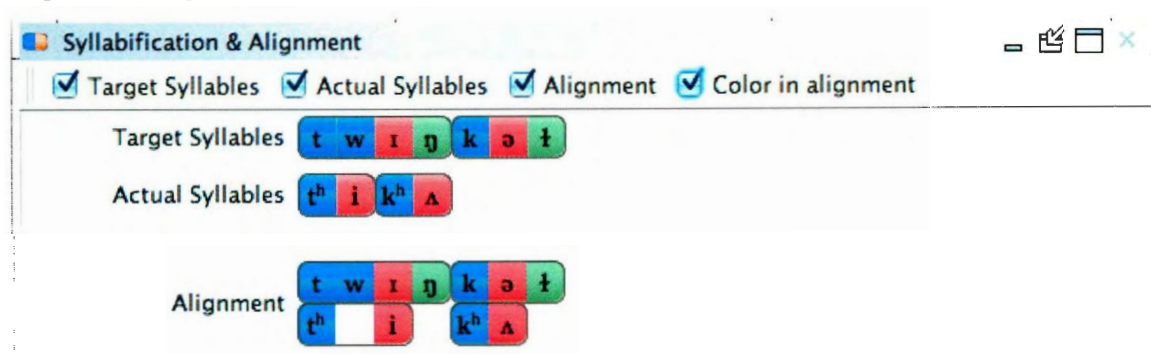 Syllabification & Alignment
Target Syllables Actual Syllables Alignment Color in alignment
Target Syllables t w ɪ ŋ k ə ɫ
Actual Syllables tʰ i kʰ ʌ
Alignment t w ɪ ŋ k ə ɫ
tʰ i kʰ ʌ